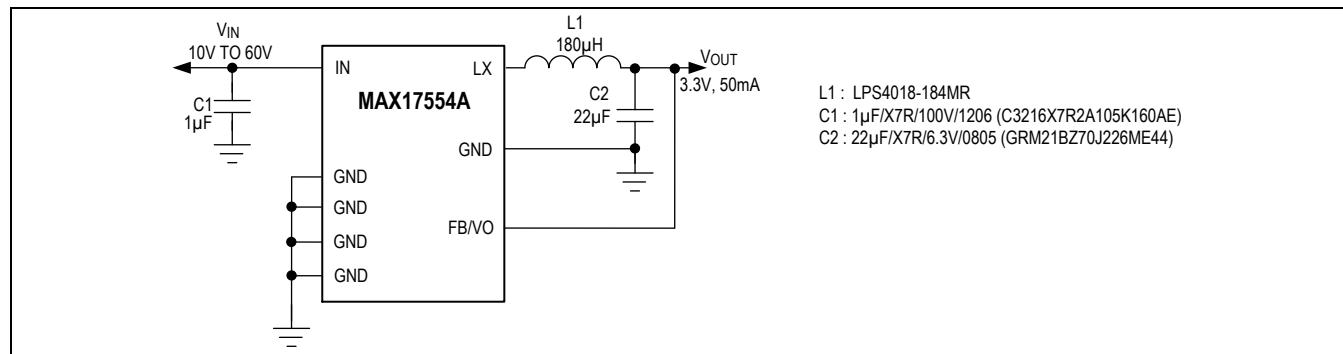 VIN
10V TO 60V
C1
1µF
IN
MAX17554A
LX
GND
GND
GND
GND
GND
FB/VO
L1
180µH
C2
22µF
VOUT
3.3V, 50mA
L1 : LPS4018-184MR
C1 : 1µF/X7R/100V/1206 (C3216X7R2A105K160AE)
C2 : 22µF/X7R/6.3V/0805 (GRM21BZ70J226ME44)